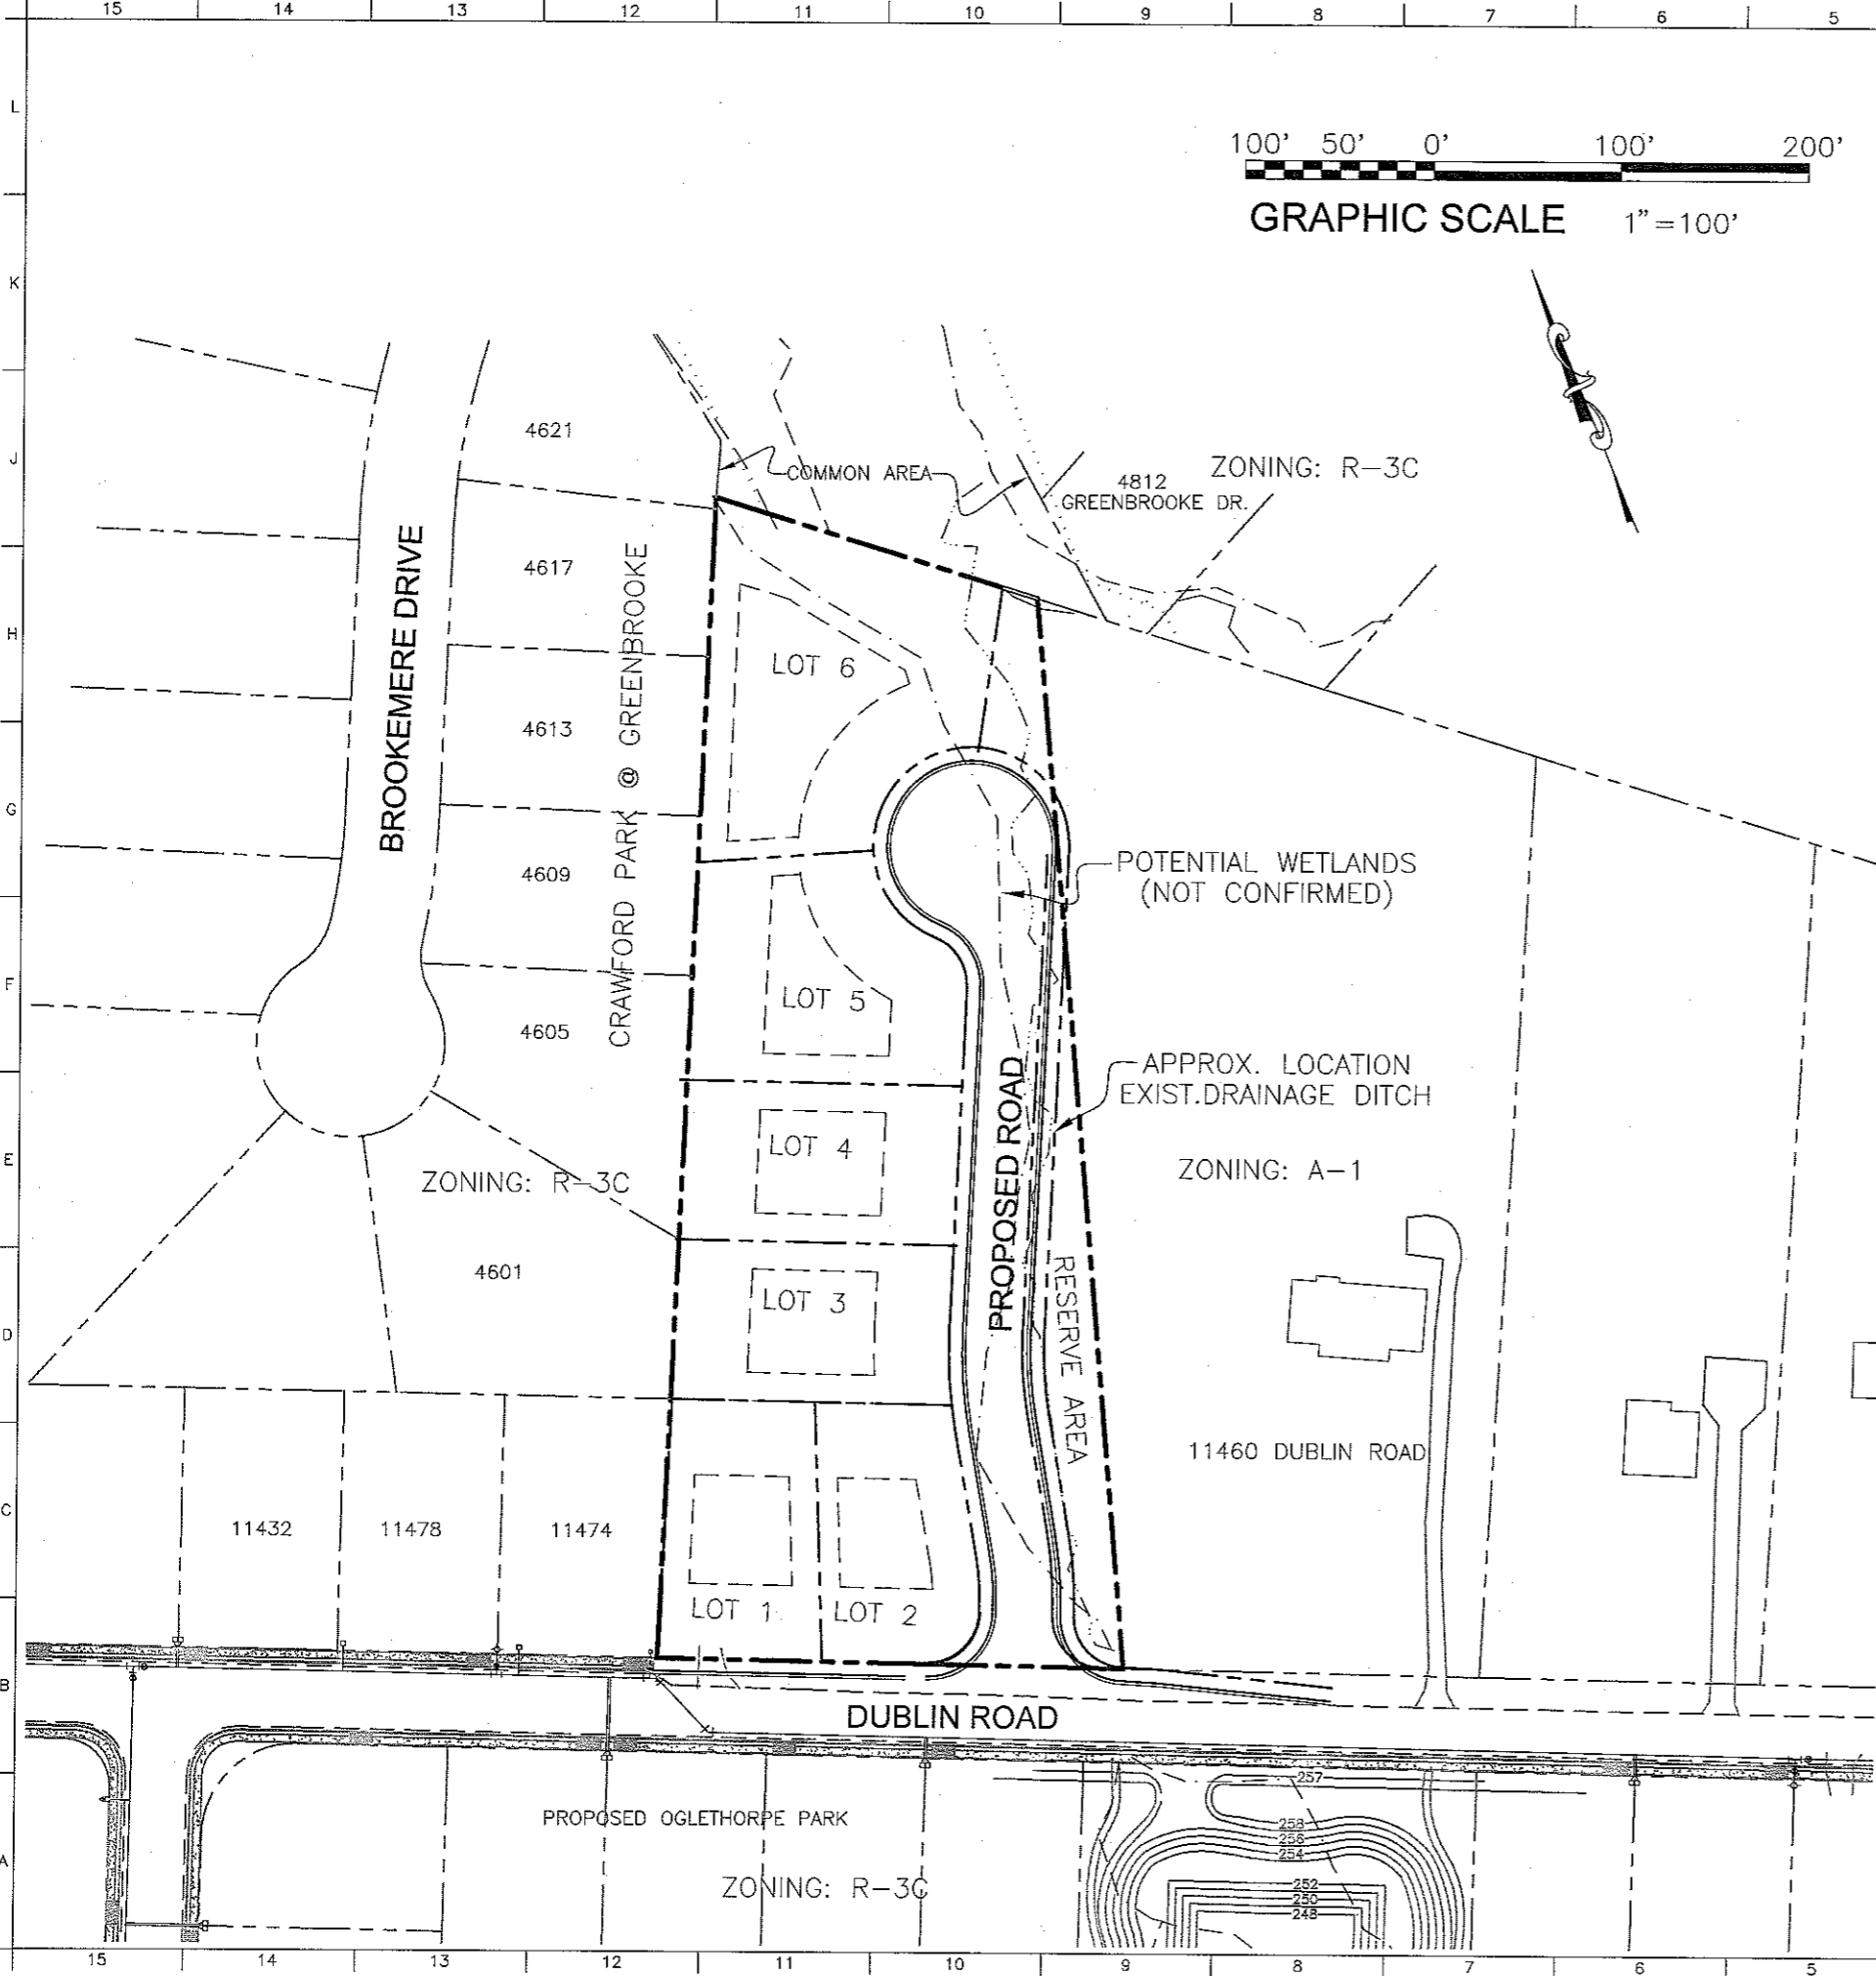 15 14 13 12 11 10 9 8 7 6 5
L
100' 50' 0' 100' 200'
GRAPHIC SCALE 1"=100'
K
4621
J
COMMON AREA
4812
GREENBROOKE DR.
ZONING: R-3C
BROOKEMERE DRIVE
4617
CRAWFORD PARK @ GREENBROOKE
H
LOT 6
4613
G
4609
POTENTIAL WETLANDS
(NOT CONFIRMED)
F
LOT 5
4605
APPROX. LOCATION
EXIST.DRAINAGE DITCH
PROPOSED ROAD
E
LOT 4
ZONING: R-3C
ZONING: A-1
4601
LOT 3
D
RESERVE AREA
11460 DUBLIN ROAD
C
11432
11478
11474
LOT 1
LOT 2
B
DUBLIN ROAD
257
PROPOSED OGLETHORPE PARK
258
256
254
A
ZONING: R-3C
252
250
248
15 14 13 12 11 10 9 8 7 6 5